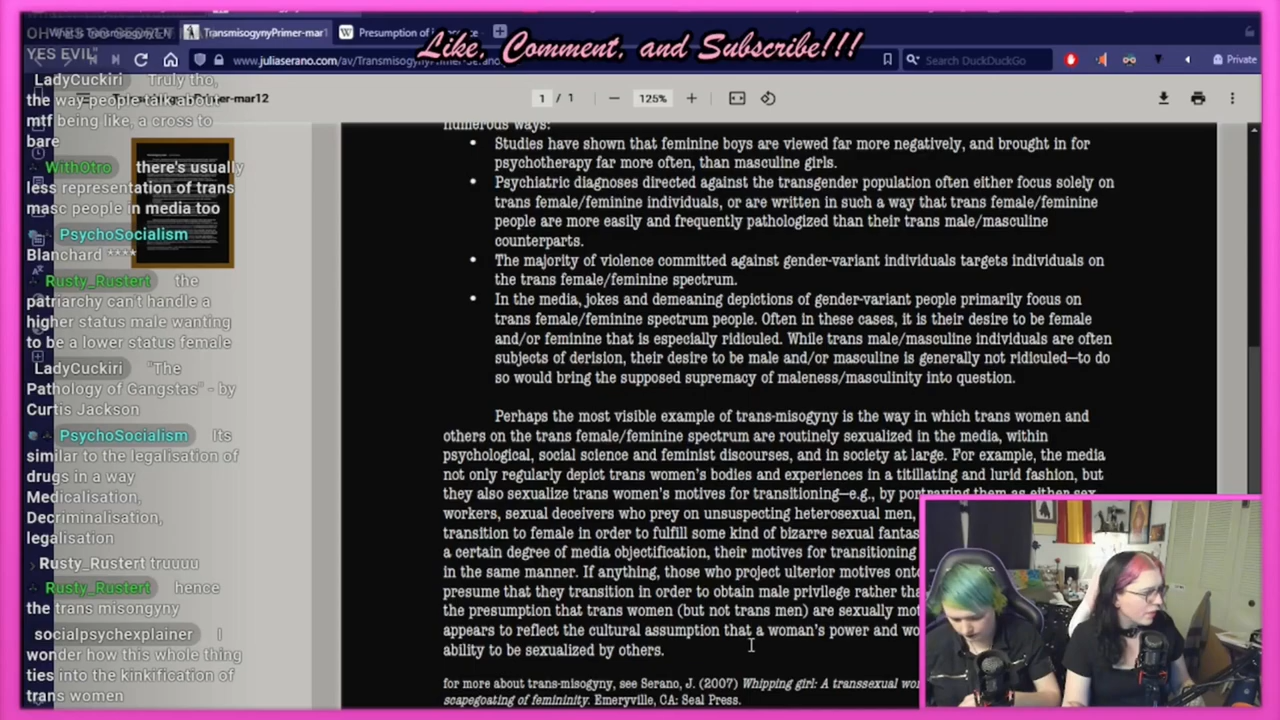 Like, Comment, and Subscribe!!!
YES EVIL"
TransmisogynyPrimer-mar1
Presumption of i
www.juliaserano.com/av/TransmisogynyPrimer-Serano
Search DuckDuckGo
Private
Primer-mar12
1 / 1
125%
LadyCuckiri Truly tho,
the way people talk about
mtf being like, a cross to
bare
WithOtro there's usually
less representation of trans
masc people in media too
PsychoSocialism
Blanchard ****
Rusty_Rustert the
patriarchy can't handle a
higher status male wanting
to be a lower status female
LadyCuckiri "The
Pathology of Gangstas" - by
Curtis Jackson
PsychoSocialism Its
similar to the legalisation of
drugs in a way
Medicalisation,
Decriminalisation,
legalisation
Rusty_Rustert truuuu
Rusty_Rustert hence
the trans misongyny
socialpsychexplainer I
wonder how this whole thing
ties into the kinkification of
trans women
numerous ways:
• Studies have shown that feminine boys are viewed far more negatively, and brought in for
psychotherapy far more often, than masculine girls.
• Psychiatric diagnoses directed against the transgender population often either focus solely on
trans female/feminine individuals, or are written in such a way that trans female/feminine
people are more easily and frequently pathologized than their trans male/masculine
counterparts.
• The majority of violence committed against gender-variant individuals targets individuals on
the trans female/feminine spectrum.
• In the media, jokes and demeaning depictions of gender-variant people primarily focus on
trans female/feminine spectrum people. Often in these cases, it is their desire to be female
and/or feminine that is especially ridiculed. While trans male/masculine individuals are often
subjects of derision, their desire to be male and/or masculine is generally not ridiculed—to do
so would bring the supposed supremacy of maleness/masculinity into question.
Perhaps the most visible example of trans-misogyny is the way in which trans women and
others on the trans female/feminine spectrum are routinely sexualized in the media, within
psychological, social science and feminist discourses, and in society at large. For example, the media
not only regularly depict trans women's bodies and experiences in a titillating and lurid fashion, but
they also sexualize trans women's motives for transitioning—e.g., by portraying them as either sex
workers, sexual deceivers who prey on unsuspecting heterosexual men,
transition to female in order to fulfill some kind of bizarre sexual fantas
a certain degree of media objectification, their motives for transitioning
in the same manner. If anything, those who project ulterior motives onto
presume that they transition in order to obtain male privilege rather tha
the presumption that trans women (but not trans men) are sexually mot
appears to reflect the cultural assumption that a woman's power and wo
ability to be sexualized by others.
for more about trans-misogyny, see Serano, J. (2007) Whipping girl: A transsexual wo
scapegoating of femininity. Emeryville, CA: Seal Press.